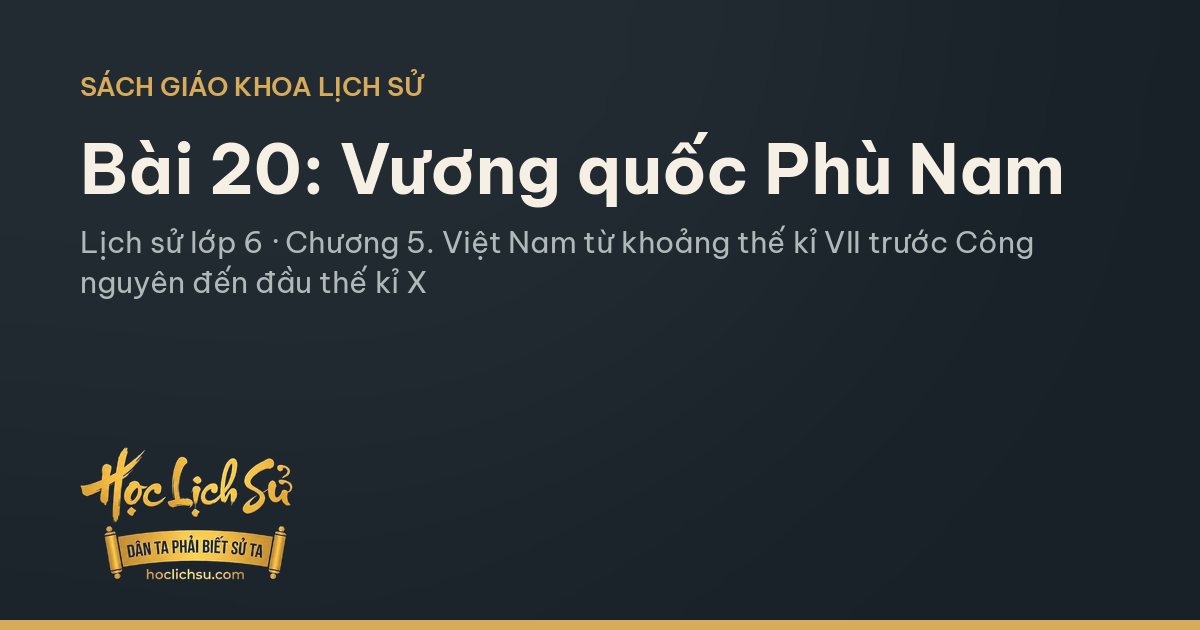 SÁCH GIÁO KHOA LỊCH SỬ
Bài 20: Vương quốc Phù Nam
Lịch sử lớp 6 · Chương 5. Việt Nam từ khoảng thế kỉ VII trước Công
nguyên đến đầu thế kỉ X
Học Lịch Sử
DÂN TA PHẢI BIẾT SỬ TA
hoclichsu.com